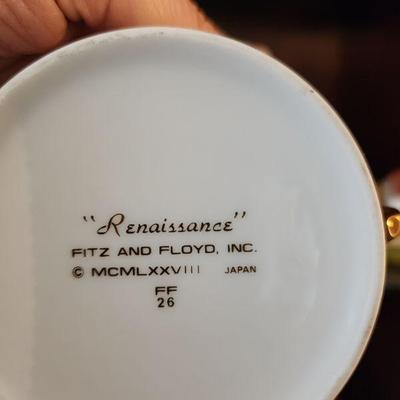 "Renaissance"
FITZ AND FLOYD, INC.
© MCMLXXVIII JAPAN
FF
26